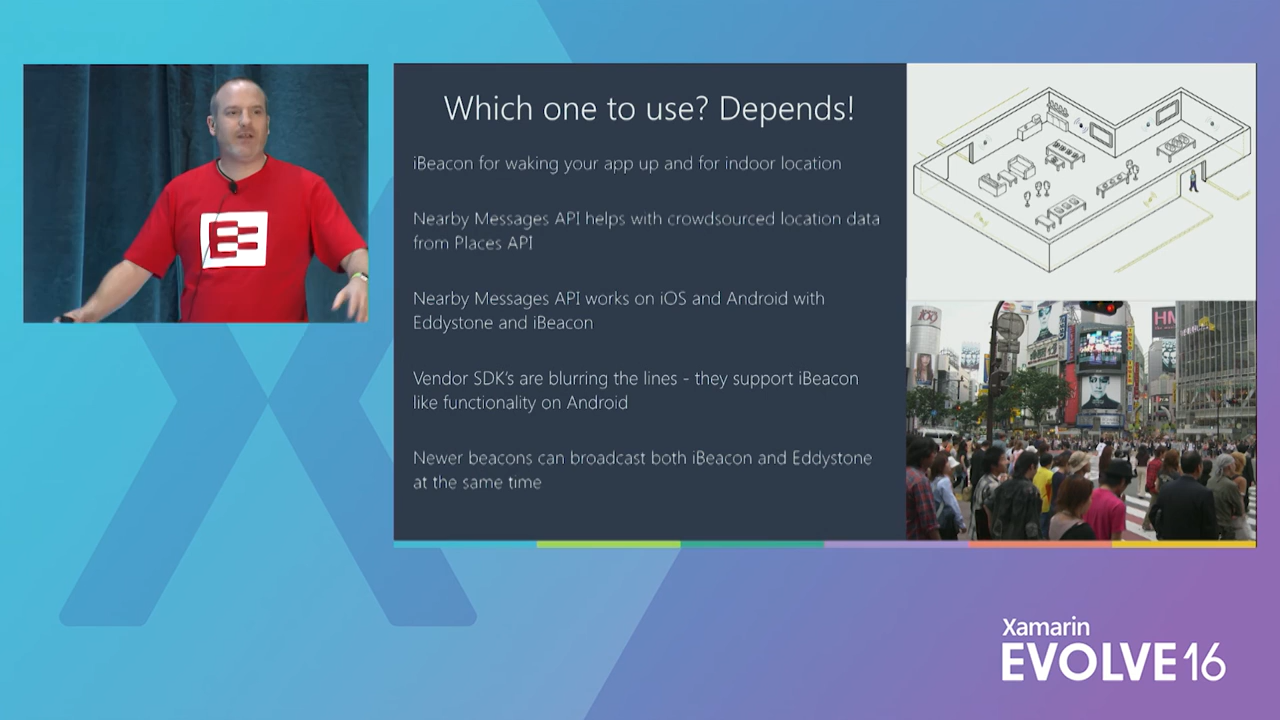 Which one to use? Depends!
iBeacon for waking your app up and for indoor location
Nearby Messages API helps with crowdsourced location data
from Places API
Nearby Messages API works on iOS and Android with
Eddystone and iBeacon
Vendor SDK's are blurring the lines - they support iBeacon
like functionality on Android
Newer beacons can broadcast both iBeacon and Eddystone
at the same time
109
HM
Xamarin
EVOLVE 16